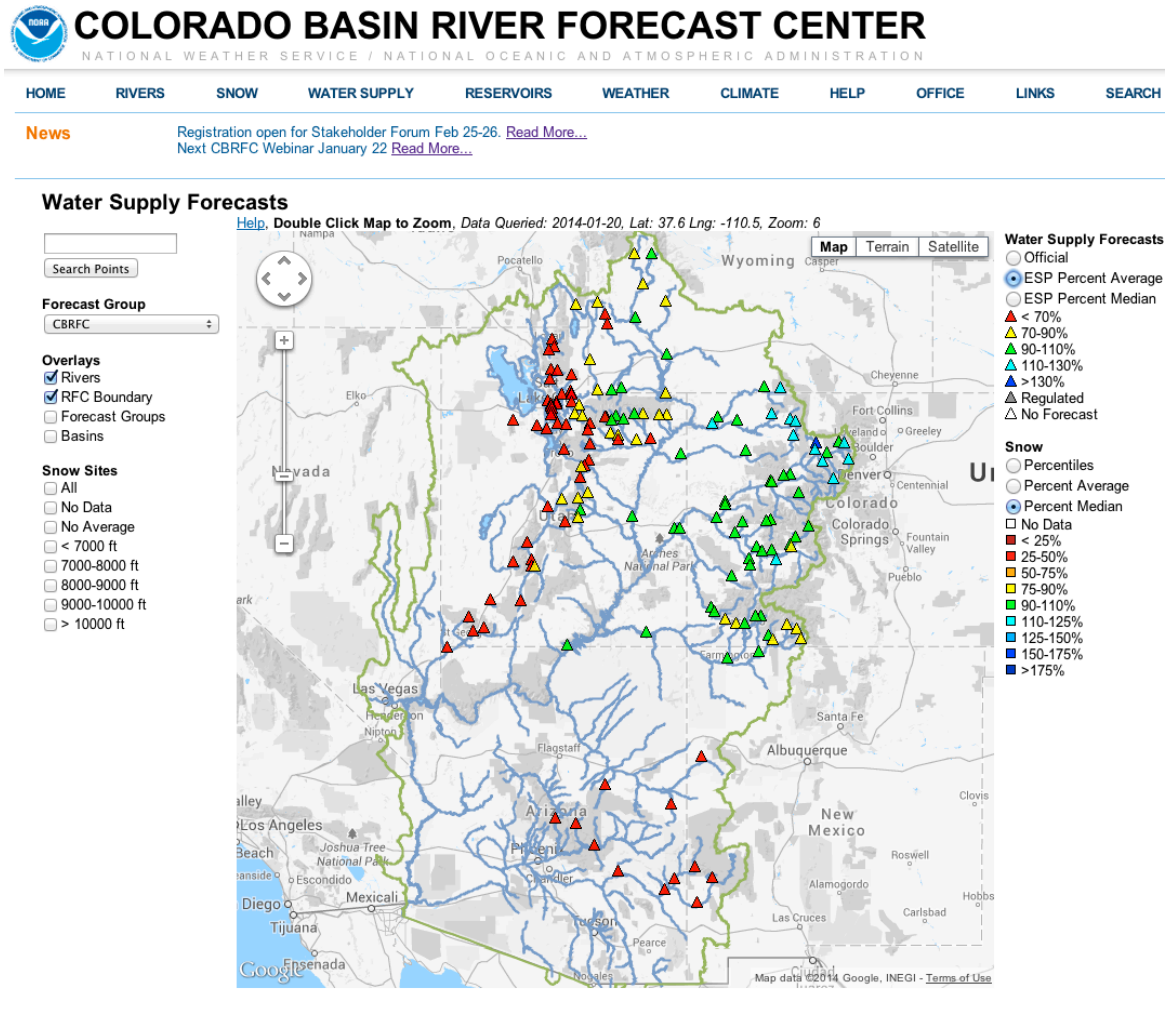 NOAA
COLORADO BASIN RIVER FORECAST CENTER
NATIONAL WEATHER SERVICE / NATIONAL OCEANIC AND ATMOSPHERIC ADMINISTRATION
HOME RIVERS SNOW WATER SUPPLY RESERVOIRS WEATHER CLIMATE HELP OFFICE LINKS SEARCH
News
Registration open for Stakeholder Forum Feb 25-26. Read More...
Next CBRFC Webinar January 22 Read More...
Water Supply Forecasts
Help, Double Click Map to Zoom, Data Queried: 2014-01-20, Lat: 37.6 Lng: -110.5, Zoom: 6
Search Points
Forecast Group
CBRFC
Overlays
Rivers
RFC Boundary
Forecast Groups
Basins
Snow Sites
All
No Data
No Average
< 7000 ft
7000-8000 ft
8000-9000 ft
9000-10000 ft
> 10000 ft
Map Terrain Satellite
Nampa
Pocatello
Wyoming
Casper
Elko
Cheyenne
Fort Collins
Greeley
Boulder
Nevada
Centennial
Colorado
Utah
Colorado
Springs
Fountain
Valley
Arches
National Park
Pueblo
Farmington
Las Vegas
Henderson
Nipton
Santa Fe
Flagstaff
Albuquerque
Clovis
Arizona
Los Angeles
New
Mexico
Joshua Tree
National Park
Phoenix
Roswell
Chandler
Escondido
Alamogordo
Mexicali
Hobbs
Diego
Carlsbad
Las Cruces
Tijuana
Tucson
Pearce
Ensenada
Nogales
Google
Map data ©2014 Google, INEGI - Terms of Use
Water Supply Forecasts
Official
ESP Percent Average
ESP Percent Median
< 70%
70-90%
90-110%
110-130%
>130%
Regulated
No Forecast
Snow
Percentiles
Percent Average
Percent Median
No Data
< 25%
25-50%
50-75%
75-90%
90-110%
110-125%
125-150%
150-175%
>175%